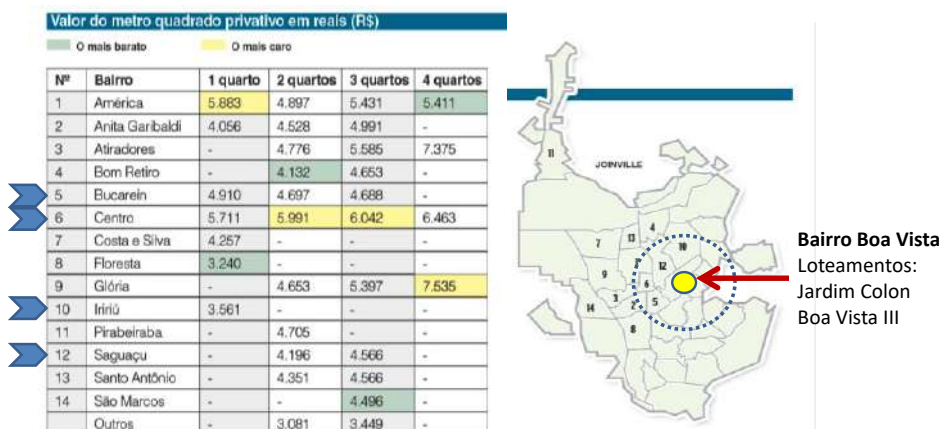 Valor do metro quadrado privativo em reais (R$)
O mais barato O mais caro
Nº Bairro 1 quarto 2 quartos 3 quartos 4 quartos
1 América 5.883 4.897 5.431 5.411
2 Anita Garibaldi 4.056 4.528 4.991 -
3 Atiradores - 4.776 5.585 7.375
4 Bom Retiro - 4.132 4.653 -
5 Bucarein 4.910 4.697 4.688 -
6 Centro 5.711 5.991 6.042 6.463
7 Costa e Silva 4.257 - - -
8 Floresta 3.240 - - -
9 Glória - 4.653 5.397 7.535
10 Iririú 3.561 - - -
11 Pirabeiraba - 4.705 - -
12 Saguaçu - 4.196 4.566 -
13 Santo Antônio - 4.351 4.566 -
14 São Marcos - - 4.496 -
Outros - 3.081 3.449 -
11
JOINVILLE
4
7 13 10
12
9
6
3 2 5
14
8
Bairro Boa Vista
Loteamentos:
Jardim Colon
Boa Vista III